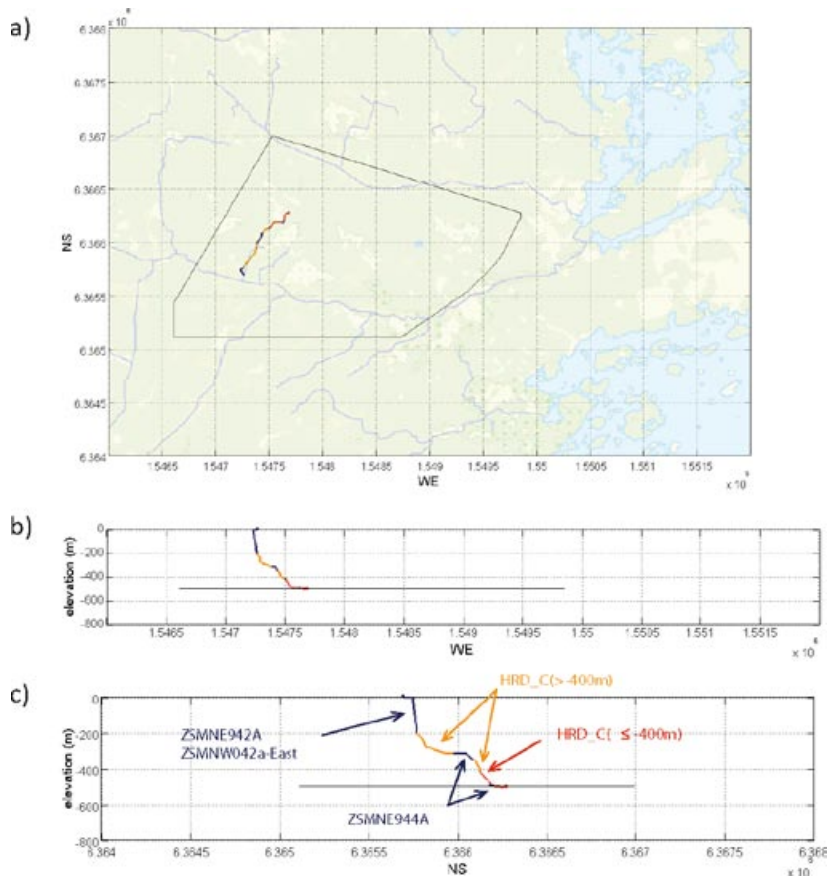 a)
x 10⁶
6.368
6.3675
6.367
6.3665
6.366
6.3655
6.365
6.3645
6.364
NS
1.5465 1.547 1.5475 1.548 1.5485 1.549 1.5495 1.55 1.5505 1.551 1.5515
WE
x 10⁶
b)
elevation (m)
0
-200
-400
-600
-800
1.5465 1.547 1.5475 1.548 1.5485 1.549 1.5495 1.55 1.5505 1.551 1.5515
WE
x 10⁶
c)
elevation (m)
0
-200
-400
-600
-800
HRD_C(>-400m)
ZSMNE942A
ZSMNW042a-East
HRD_C( ≤-400m)
ZSMNE944A
6.364 6.3645 6.365 6.3655 6.366 6.3665 6.367 6.3675 6.368
NS
x 10⁶